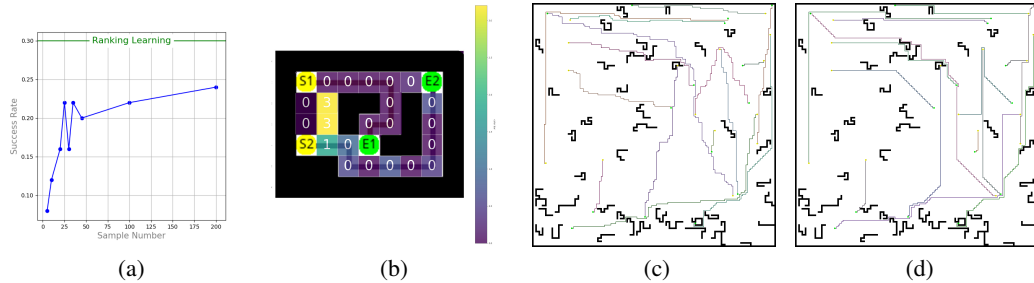 Ranking Learning
0.30
0.25
0.20
0.15
0.10
Success Rate
0 25 50 75 100 125 150 175 200
Sample Number
(a)
S1 0 0 0 0 0 E2
0 3 0 0
0 3 0 0 0
S2 1 0 E1 0
0 0 0 0 0
(b)
(c)
(d)